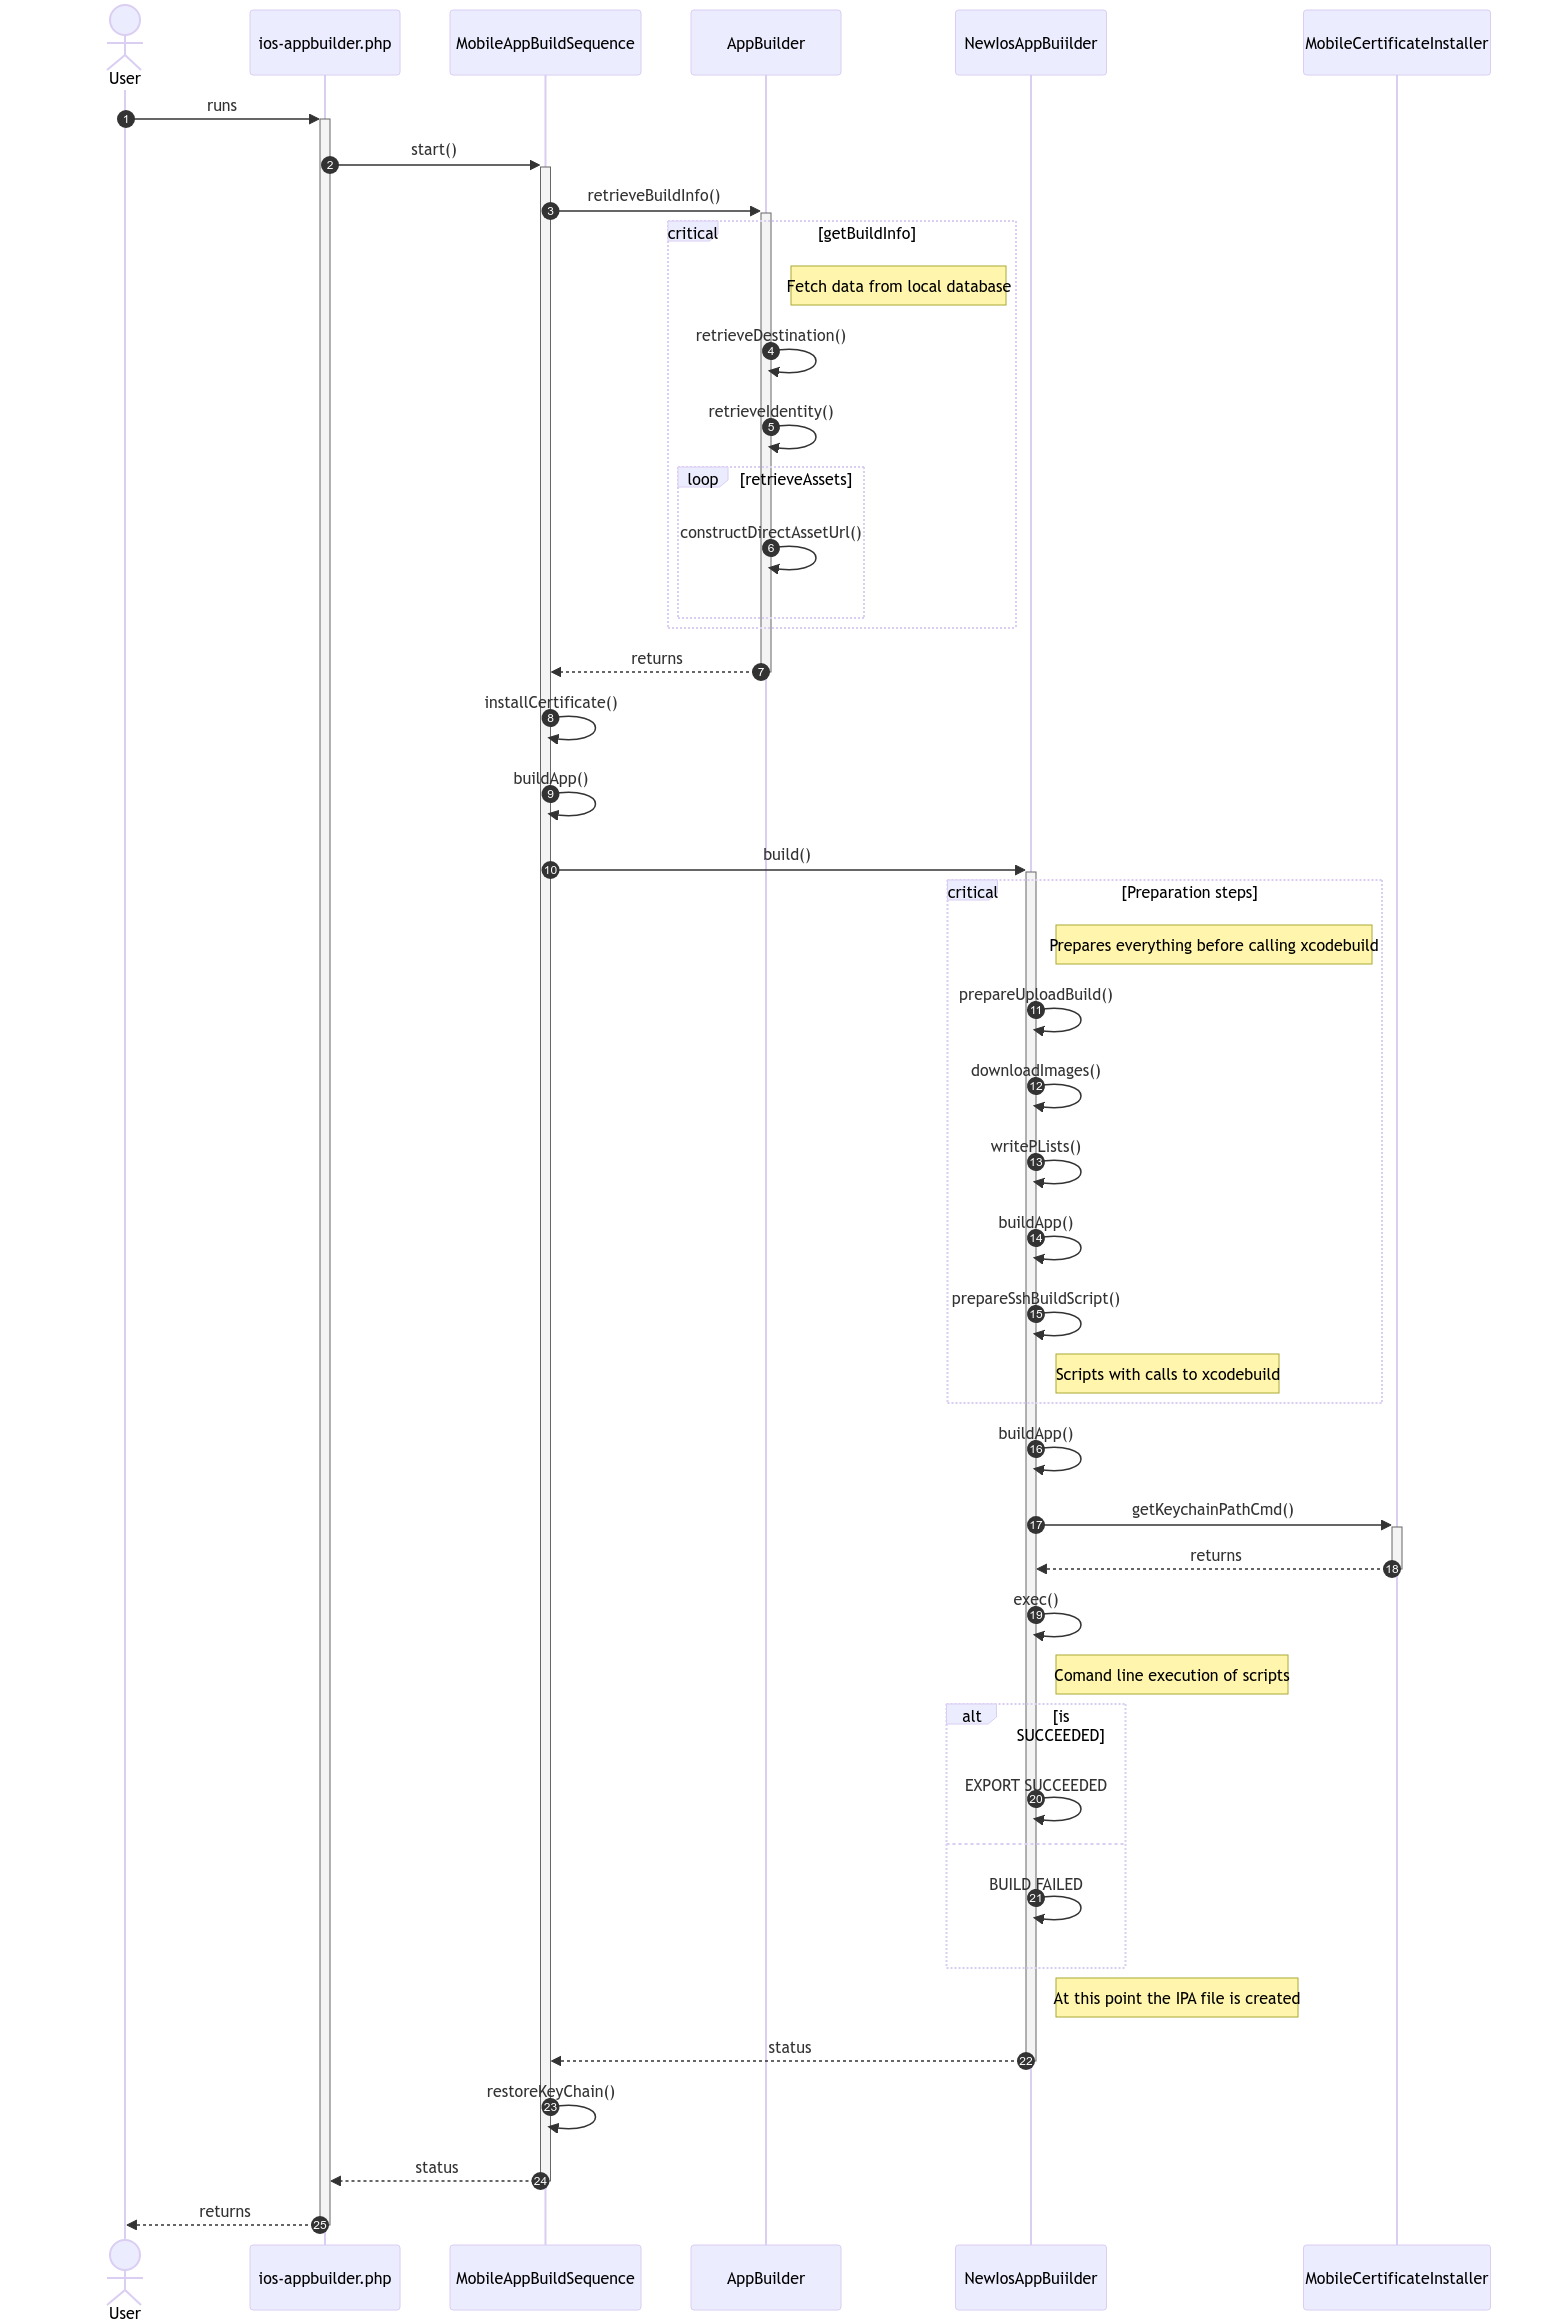 User
ios-appbuilder.php
MobileAppBuildSequence
AppBuilder
NewIosAppBuiilder
MobileCertificateInstaller
runs
1
start()
2
retrieveBuildInfo()
3
critical
[getBuildInfo]
Fetch data from local database
retrieveDestination()
4
retrieveIdentity()
5
loop
[retrieveAssets]
constructDirectAssetUrl()
6
returns
7
installCertificate()
8
buildApp()
9
build()
10
critical
[Preparation steps]
Prepares everything before calling xcodebuild
prepareUploadBuild()
11
downloadImages()
12
writePLists()
13
buildApp()
14
prepareSshBuildScript()
15
Scripts with calls to xcodebuild
buildApp()
16
getKeychainPathCmd()
17
returns
18
exec()
19
Comand line execution of scripts
alt
[is
SUCCEEDED]
EXPORT SUCCEEDED
20
BUILD FAILED
21
At this point the IPA file is created
status
22
restoreKeyChain()
23
status
24
returns
25
User
ios-appbuilder.php
MobileAppBuildSequence
AppBuilder
NewIosAppBuiilder
MobileCertificateInstaller